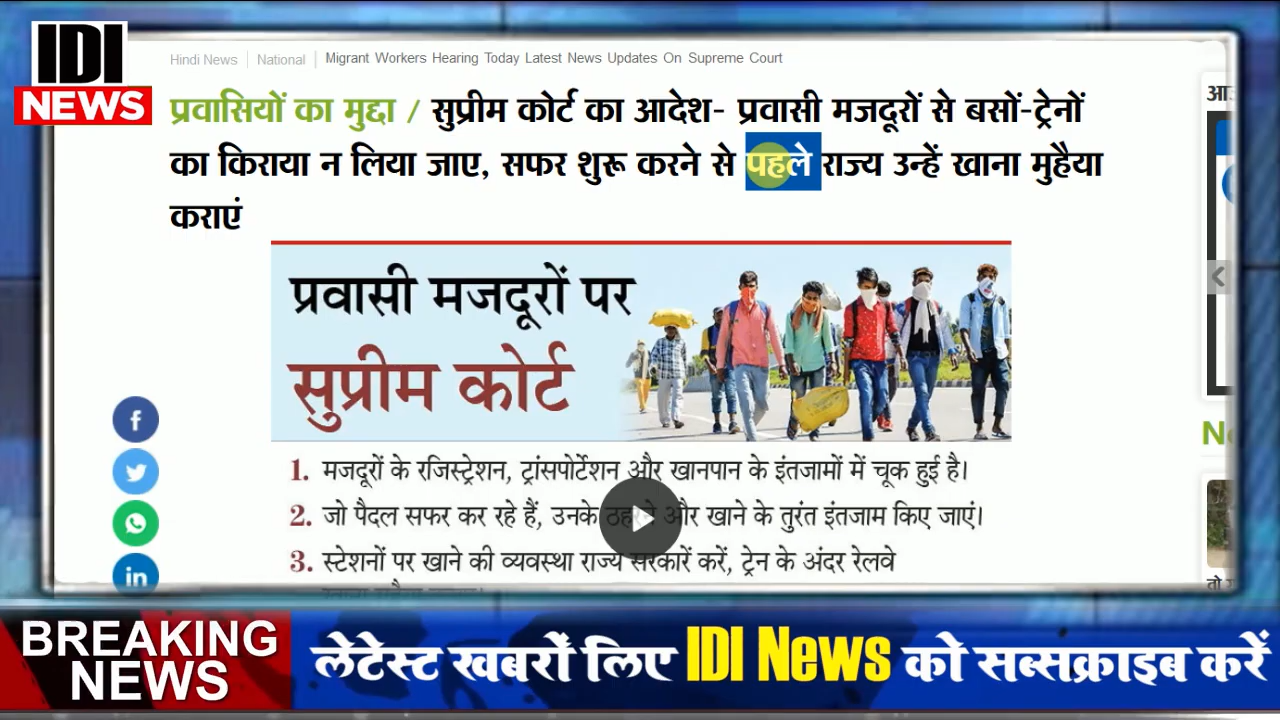 IDI
NEWS
Hindi News
National
Migrant Workers Hearing Today Latest News Updates On Supreme Court
प्रवासियों का मुद्दा / सुप्रीम कोर्ट का आदेश- प्रवासी मजदूरों से बसों-ट्रेनों
का किराया न लिया जाए, सफर शुरू करने से पहले राज्य उन्हें खाना मुहैया
कराएं
प्रवासी मजदूरों पर
सुप्रीम कोर्ट
1. मजदूरों के रजिस्ट्रेशन, ट्रांसपोर्टेशन और खानपान के इंतजामों में चूक हुई है।
2. जो पैदल सफर कर रहे हैं, उनके ठहरने और खाने के तुरंत इंतजाम किए जाएं।
3. स्टेशनों पर खाने की व्यवस्था राज्य सरकारें करें, ट्रेन के अंदर रेलवे
BREAKING
NEWS
लेटेस्ट खबरों लिए IDI News को सब्सक्राइब करें